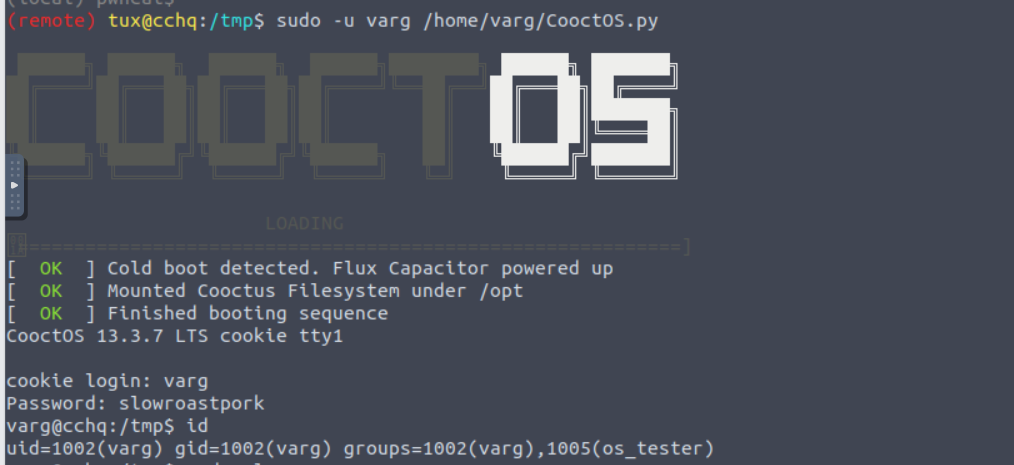 (local) pwncat$
(remote) tux@cchq:/tmp$ sudo -u varg /home/varg/CooctOS.py
COOCTOS
LOADING
=============================================================]
[  OK  ] Cold boot detected. Flux Capacitor powered up
[  OK  ] Mounted Cooctus Filesystem under /opt
[  OK  ] Finished booting sequence
CooctOS 13.3.7 LTS cookie tty1
cookie login: varg
Password: slowroastpork
varg@cchq:/tmp$ id
uid=1002(varg) gid=1002(varg) groups=1002(varg),1005(os_tester)